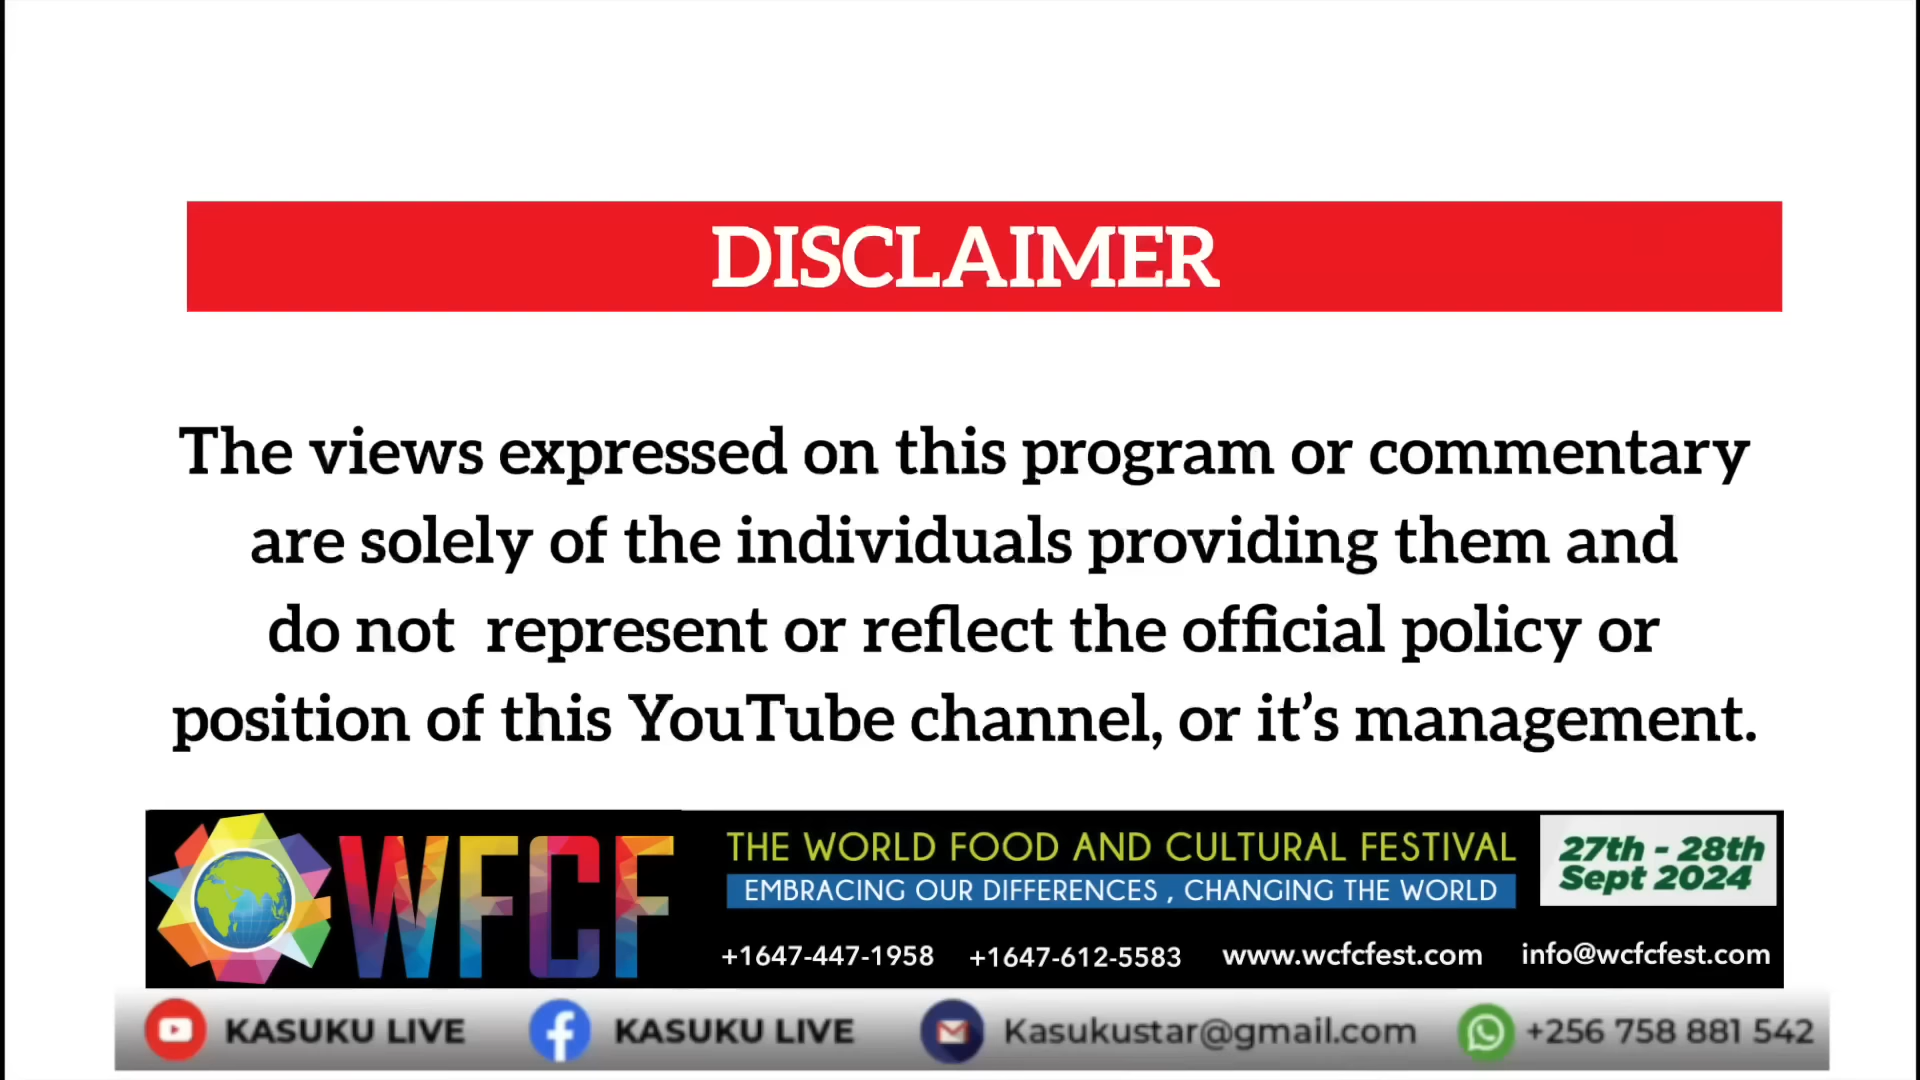 DISCLAIMER
The views expressed on this program or commentary
are solely of the individuals providing them and
do not represent or reflect the official policy or
position of this YouTube channel, or it's management.
WFCF
THE WORLD FOOD AND CULTURAL FESTIVAL
EMBRACING OUR DIFFERENCES , CHANGING THE WORLD
27th - 28th
Sept 2024
+1647-447-1958 +1647-612-5583 www.wcfcfest.com info@wcfcfest.com
KASUKU LIVE KASUKU LIVE Kasukustar@gmail.com +256 758 881 542